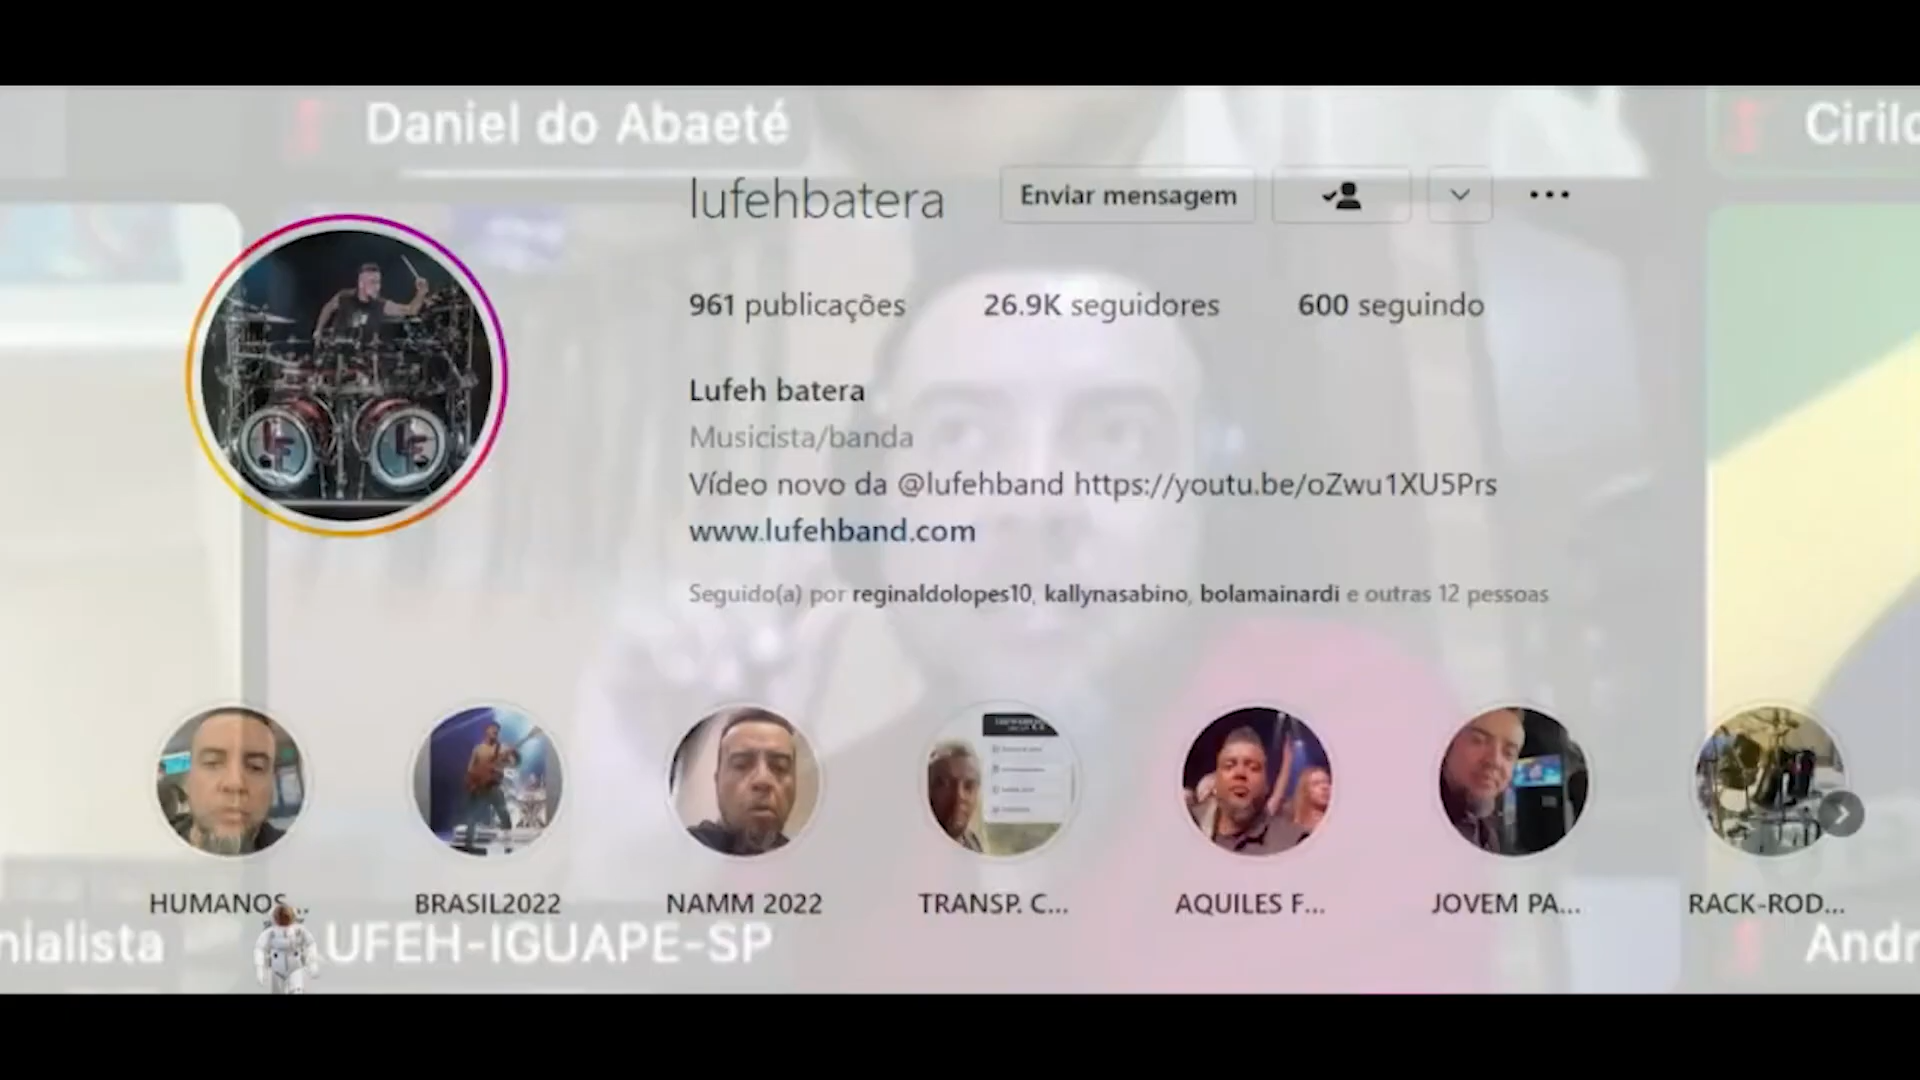 Daniel do Abaeté
Cirilo
lufehbatera
Enviar mensagem
961 publicações 26.9K seguidores 600 seguindo
Lufeh batera
Musicista/banda
Vídeo novo da @lufehband https://youtu.be/oZwu1XU5Prs
www.lufehband.com
Seguido(a) por reginaldolopes10, kallynasabino, bolamainardi e outras 12 pessoas
HUMANOS... BRASIL2022 NAMM 2022 TRANSP. C... AQUILES F... JOVEM PA... RACK-ROD...
nialista
UFEH-IGUAPE-SP
Andr